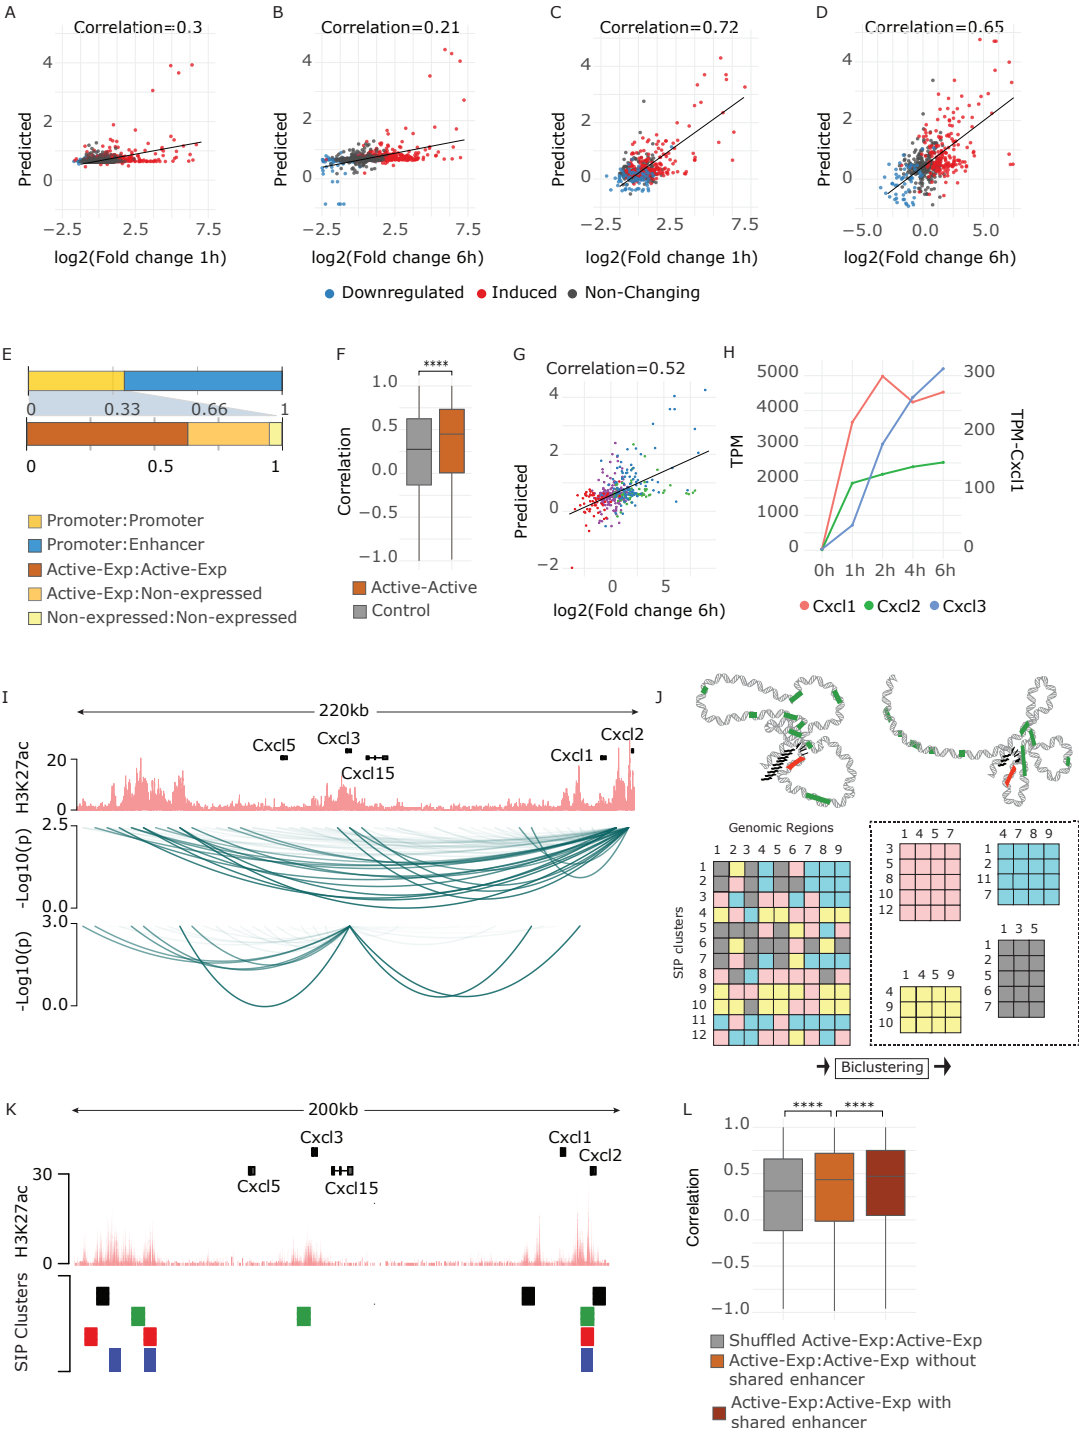 A
B
C
D
Correlation=0.3
Correlation=0.21
Correlation=0.72
Correlation=0.65
Predicted
4
2
0
−2.5
2.5
7.5
log2(Fold change 1h)
Predicted
4
2
0
−2.5
2.5
7.5
log2(Fold change 6h)
Predicted
4
2
0
−2.5
2.5
7.5
log2(Fold change 1h)
Predicted
4
2
0
−5.0
0.0
5.0
log2(Fold change 6h)
Downregulated Induced Non-Changing
E
0 0.33 0.66 1
0 0.5 1
Promoter:Promoter
Promoter:Enhancer
Active-Exp:Active-Exp
Active-Exp:Non-expressed
Non-expressed:Non-expressed
F
****
Correlation
1.0
0.5
0.0
−0.5
−1.0
Active-Active
Control
G
Correlation=0.52
Predicted
4
2
0
−2
0 5
log2(Fold change 6h)
H
TPM
5000
4000
3000
2000
1000
0
300
200
100
0
TPM-Cxcl1
0h 1h 2h 4h 6h
Cxcl1 Cxcl2 Cxcl3
I
220kb
Cxcl5
Cxcl3
Cxcl15
Cxcl1
Cxcl2
H3K27ac
20
0
-Log10(p)
2.5
0.0
-Log10(p)
3.0
0.0
J
Genomic Regions
1 2 3 4 5 6 7 8 9
SIP clusters
1
2
3
4
5
6
7
8
9
10
11
12
1 4 5 7
3
5
8
10
12
4 7 8 9
1
2
11
7
1 3 5
1
2
5
6
7
1 4 5 9
4
9
10
Biclustering
K
200kb
Cxcl3
Cxcl5
Cxcl15
Cxcl1
Cxcl2
H3K27ac
30
0
SIP Clusters
L
**** ****
Correlation
1.0
0.5
0.0
−0.5
−1.0
Shuffled Active-Exp:Active-Exp
Active-Exp:Active-Exp without
shared enhancer
Active-Exp:Active-Exp with
shared enhancer